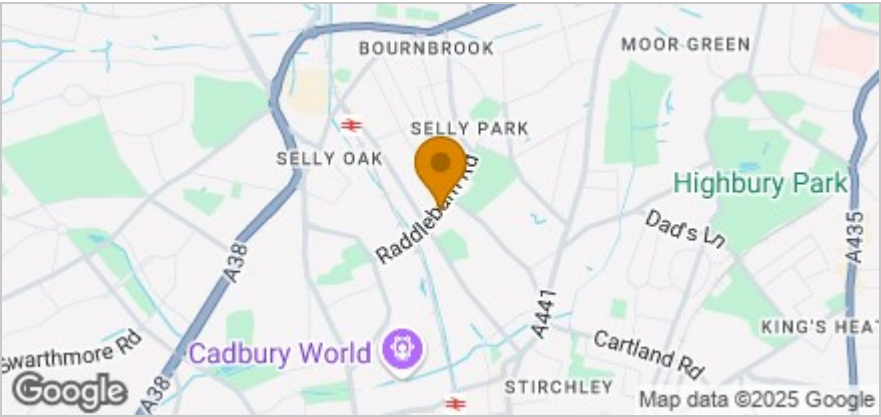 BOURNBROOK
MOOR GREEN
SELLY PARK
SELLY OAK
Raddlebarn Rd
Highbury Park
Dad's Ln
A38
A435
A441
KING'S HEAT
Swarthmore Rd
Cadbury World
Cartland Rd
A38
STIRCHLEY
Google
Map data ©2025 Google